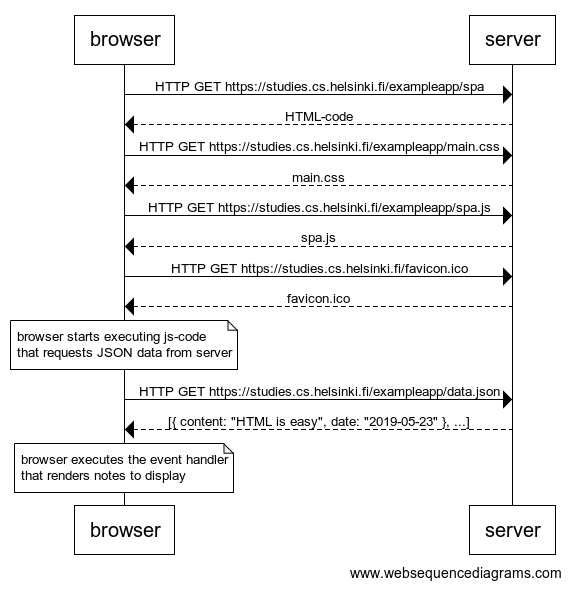 browser server
HTTP GET https://studies.cs.helsinki.fi/exampleapp/spa
HTML-code
HTTP GET https://studies.cs.helsinki.fi/exampleapp/main.css
main.css
HTTP GET https://studies.cs.helsinki.fi/exampleapp/spa.js
spa.js
HTTP GET https://studies.cs.helsinki.fi/favicon.ico
favicon.ico
browser starts executing js-code
that requests JSON data from server
HTTP GET https://studies.cs.helsinki.fi/exampleapp/data.json
[{ content: "HTML is easy", date: "2019-05-23" }, ...]
browser executes the event handler
that renders notes to display
browser server
www.websequencediagrams.com